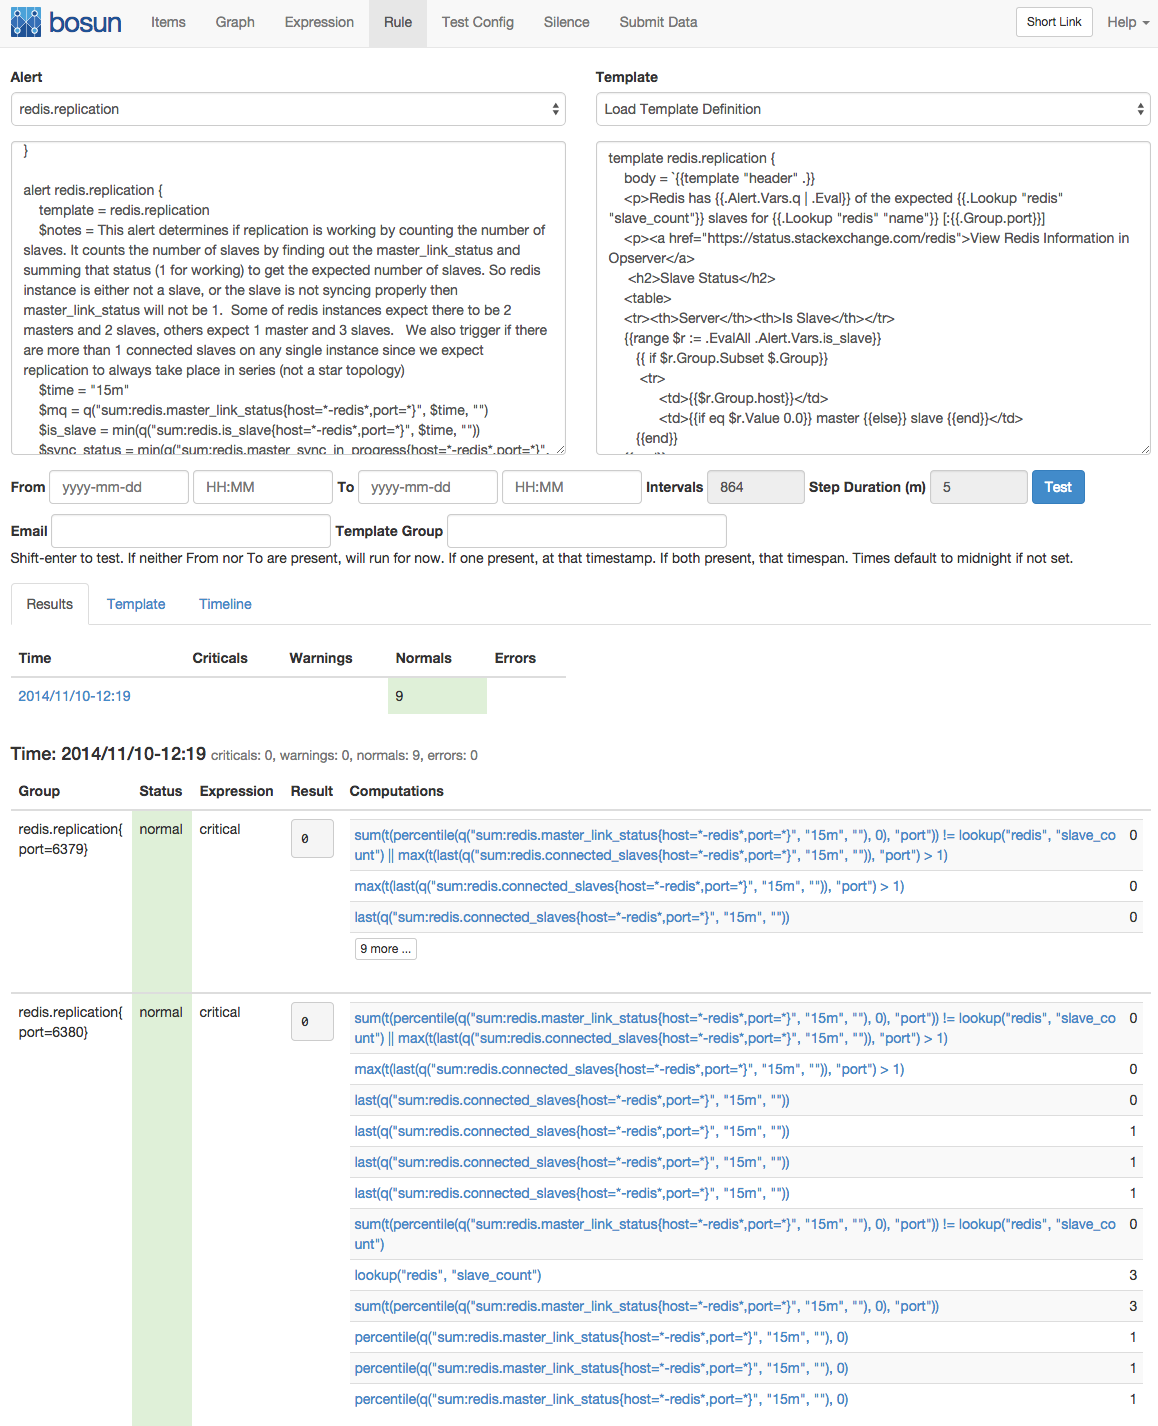 bosun Items Graph Expression Rule Test Config Silence Submit Data Short Link Help
Alert
redis.replication
}
alert redis.replication {
template = redis.replication
$notes = This alert determines if replication is working by counting the number of
slaves. It counts the number of slaves by finding out the master_link_status and
summing that status (1 for working) to get the expected number of slaves. So redis
instance is either not a slave, or the slave is not syncing properly then
master_link_status will not be 1.  Some of redis instances expect there to be 2
masters and 2 slaves, others expect 1 master and 3 slaves.   We also trigger if there
are more than 1 connected slaves on any single instance since we expect
replication to always take place in series (not a star topology)
$time = "15m"
$mq = q("sum:redis.master_link_status{host=*-redis*,port=*}", $time, "")
$is_slave = min(q("sum:redis.is_slave{host=*-redis*,port=*}", $time, ""))
$sync_status = min(q("sum:redis.master_sync_in_progress{host=*-redis*,port=*}",
Template
Load Template Definition
template redis.replication {
body = `{{template "header" .}}
<p>Redis has {{.Alert.Vars.q | .Eval}} of the expected {{.Lookup "redis"
"slave_count"}} slaves for {{.Lookup "redis" "name"}} [:{{.Group.port}}]
<p><a href="https://status.stackexchange.com/redis">View Redis Information in
Opserver</a>
<h2>Slave Status</h2>
<table>
<tr><th>Server</th><th>Is Slave</th></tr>
{{range $r := .EvalAll .Alert.Vars.is_slave}}
{{ if $r.Group.Subset $.Group}}
<tr>
<td>{{$r.Group.host}}</td>
<td>{{if eq $r.Value 0.0}} master {{else}} slave {{end}}</td>
{{end}}
From yyyy-mm-dd HH:MM To yyyy-mm-dd HH:MM Intervals 864 Step Duration (m) 5 Test
Email Template Group
Shift-enter to test. If neither From nor To are present, will run for now. If one present, at that timestamp. If both present, that timespan. Times default to midnight if not set.
Results Template Timeline
Time Criticals Warnings Normals Errors
2014/11/10-12:19 9
Time: 2014/11/10-12:19 criticals: 0, warnings: 0, normals: 9, errors: 0
Group Status Expression Result Computations
redis.replication{
port=6379}
normal critical 0
sum(t(percentile(q("sum:redis.master_link_status{host=*-redis*,port=*}", "15m", ""), 0), "port")) != lookup("redis", "slave_co 0
unt") || max(t(last(q("sum:redis.connected_slaves{host=*-redis*,port=*}", "15m", "")), "port") > 1)
max(t(last(q("sum:redis.connected_slaves{host=*-redis*,port=*}", "15m", "")), "port") > 1) 0
last(q("sum:redis.connected_slaves{host=*-redis*,port=*}", "15m", "")) 0
9 more ...
redis.replication{
port=6380}
normal critical 0
sum(t(percentile(q("sum:redis.master_link_status{host=*-redis*,port=*}", "15m", ""), 0), "port")) != lookup("redis", "slave_co 0
unt") || max(t(last(q("sum:redis.connected_slaves{host=*-redis*,port=*}", "15m", "")), "port") > 1)
max(t(last(q("sum:redis.connected_slaves{host=*-redis*,port=*}", "15m", "")), "port") > 1) 0
last(q("sum:redis.connected_slaves{host=*-redis*,port=*}", "15m", "")) 0
last(q("sum:redis.connected_slaves{host=*-redis*,port=*}", "15m", "")) 1
last(q("sum:redis.connected_slaves{host=*-redis*,port=*}", "15m", "")) 1
last(q("sum:redis.connected_slaves{host=*-redis*,port=*}", "15m", "")) 1
sum(t(percentile(q("sum:redis.master_link_status{host=*-redis*,port=*}", "15m", ""), 0), "port")) != lookup("redis", "slave_co 0
unt")
lookup("redis", "slave_count") 3
sum(t(percentile(q("sum:redis.master_link_status{host=*-redis*,port=*}", "15m", ""), 0), "port")) 3
percentile(q("sum:redis.master_link_status{host=*-redis*,port=*}", "15m", ""), 0) 1
percentile(q("sum:redis.master_link_status{host=*-redis*,port=*}", "15m", ""), 0) 1
percentile(q("sum:redis.master_link_status{host=*-redis*,port=*}", "15m", ""), 0) 1